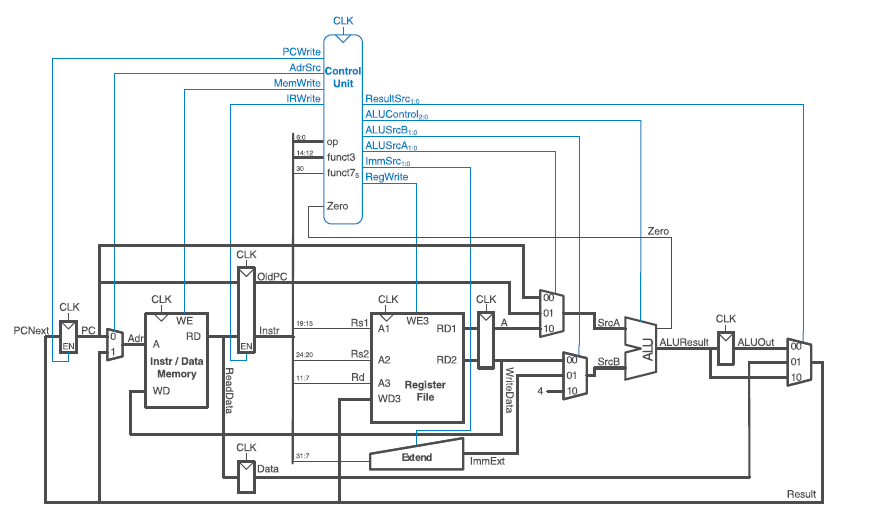 CLK
PCWrite
AdrSrc
MemWrite
IRWrite
Control
Unit
ResultSrc1:0
ALUControl2:0
ALUSrcB1:0
ALUSrcA1:0
ImmSrc1:0
RegWrite
6:0
op
14:12
funct3
30
funct75
Zero
Zero
CLK
OldPC
CLK
PCNext
EN
PC
0
1
Adr
CLK
WE
A
RD
Instr / Data
Memory
WD
ReadData
EN
Instr
19:15
Rs1
24:20
Rs2
11:7
Rd
CLK
WE3
A1
RD1
A2
RD2
A3
WD3
Register
File
CLK
A
WriteData
00
01
10
SrcA
00
01
4
10
SrcB
ALU
ALUResult
CLK
ALUOut
00
01
10
CLK
Data
31:7
Extend
ImmExt
Result